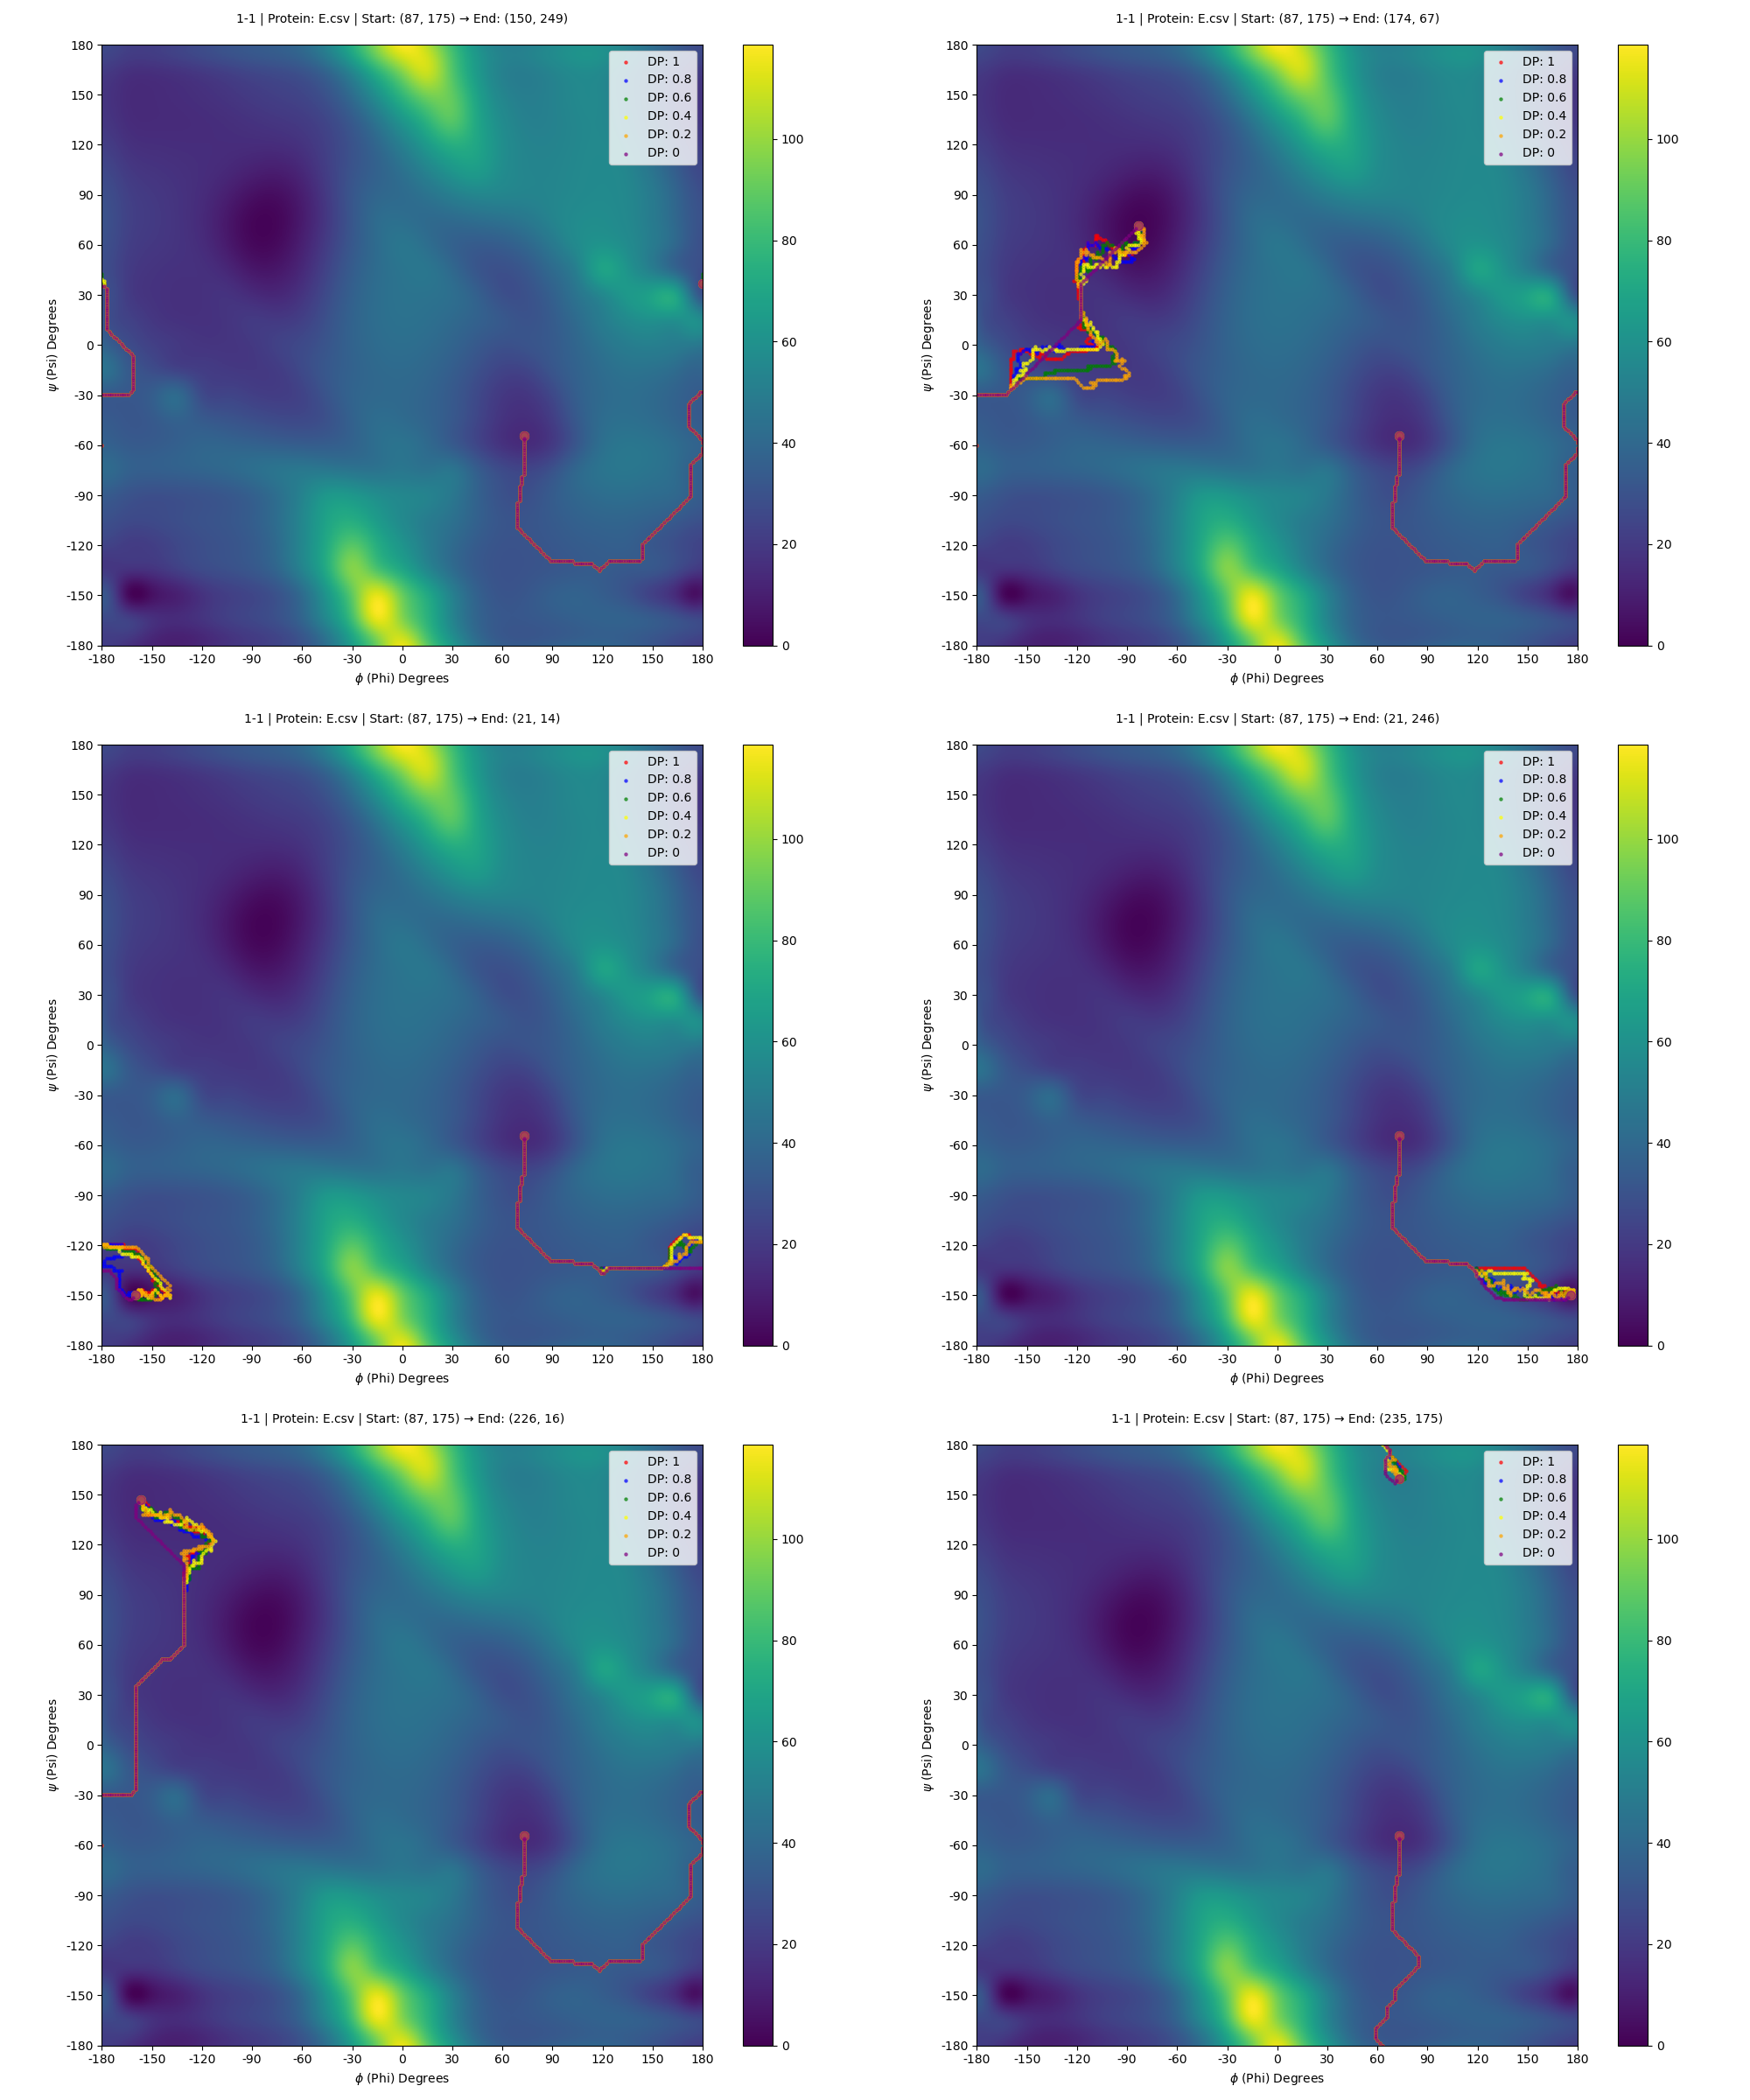 1-1 | Protein: E.csv | Start: (87, 175) → End: (150, 249)
180
150
120
90
60
30
0
-30
-60
-90
-120
-150
-180
ψ (Psi) Degrees
-180 -150 -120 -90 -60 -30 0 30 60 90 120 150 180
ϕ (Phi) Degrees
DP: 1
DP: 0.8
DP: 0.6
DP: 0.4
DP: 0.2
DP: 0
100
80
60
40
20
0
1-1 | Protein: E.csv | Start: (87, 175) → End: (174, 67)
180
150
120
90
60
30
0
-30
-60
-90
-120
-150
-180
ψ (Psi) Degrees
-180 -150 -120 -90 -60 -30 0 30 60 90 120 150 180
ϕ (Phi) Degrees
DP: 1
DP: 0.8
DP: 0.6
DP: 0.4
DP: 0.2
DP: 0
100
80
60
40
20
0
1-1 | Protein: E.csv | Start: (87, 175) → End: (21, 14)
180
150
120
90
60
30
0
-30
-60
-90
-120
-150
-180
ψ (Psi) Degrees
-180 -150 -120 -90 -60 -30 0 30 60 90 120 150 180
ϕ (Phi) Degrees
DP: 1
DP: 0.8
DP: 0.6
DP: 0.4
DP: 0.2
DP: 0
100
80
60
40
20
0
1-1 | Protein: E.csv | Start: (87, 175) → End: (21, 246)
180
150
120
90
60
30
0
-30
-60
-90
-120
-150
-180
ψ (Psi) Degrees
-180 -150 -120 -90 -60 -30 0 30 60 90 120 150 180
ϕ (Phi) Degrees
DP: 1
DP: 0.8
DP: 0.6
DP: 0.4
DP: 0.2
DP: 0
100
80
60
40
20
0
1-1 | Protein: E.csv | Start: (87, 175) → End: (226, 16)
180
150
120
90
60
30
0
-30
-60
-90
-120
-150
-180
ψ (Psi) Degrees
-180 -150 -120 -90 -60 -30 0 30 60 90 120 150 180
ϕ (Phi) Degrees
DP: 1
DP: 0.8
DP: 0.6
DP: 0.4
DP: 0.2
DP: 0
100
80
60
40
20
0
1-1 | Protein: E.csv | Start: (87, 175) → End: (235, 175)
180
150
120
90
60
30
0
-30
-60
-90
-120
-150
-180
ψ (Psi) Degrees
-180 -150 -120 -90 -60 -30 0 30 60 90 120 150 180
ϕ (Phi) Degrees
DP: 1
DP: 0.8
DP: 0.6
DP: 0.4
DP: 0.2
DP: 0
100
80
60
40
20
0